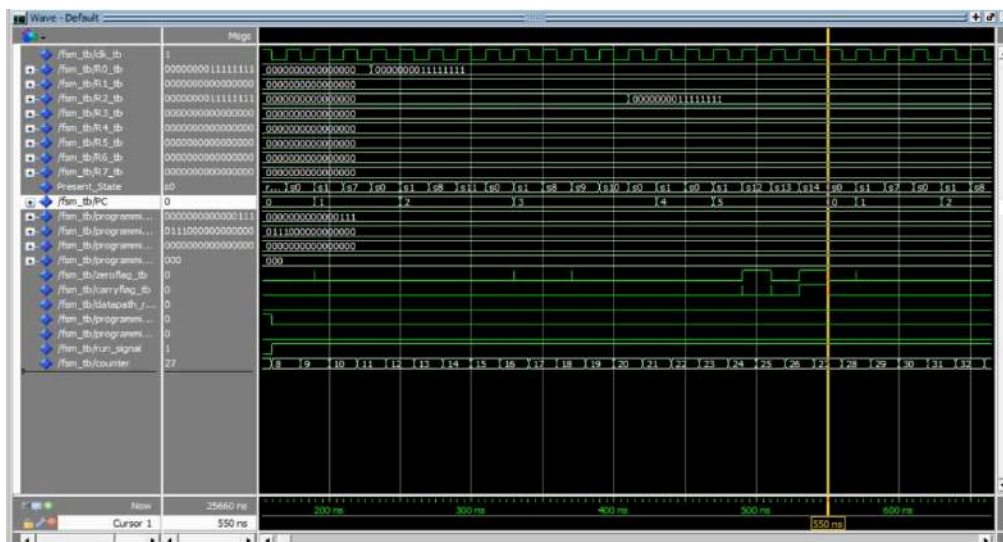 Wave - Default
Msgs
/fsm_tb/clk_tb 1
/fsm_tb/R0_tb 0000000011111111 0000000000000000 0000000011111111
/fsm_tb/R1_tb 0000000000000000 0000000000000000
/fsm_tb/R2_tb 0000000011111111 0000000000000000 0000000011111111
/fsm_tb/R3_tb 0000000000000000 0000000000000000
/fsm_tb/R4_tb 0000000000000000 0000000000000000
/fsm_tb/R5_tb 0000000000000000 0000000000000000
/fsm_tb/R6_tb 0000000000000000 0000000000000000
/fsm_tb/R7_tb 0000000000000000 0000000000000000
Present_State s0 r... s0 s1 s7 s0 s1 s8 s11 s0 s1 s8 s9 s10 s0 s1 s0 s1 s12 s13 s14 s0 s1 s7 s0 s1 s8
/fsm_tb/PC 0 0 1 2 3 4 5 0 1 2
/fsm_tb/programmi... 0000000000000111 0000000000000111
/fsm_tb/programmi... 0111000000000000 0111000000000000
/fsm_tb/programmi... 0000000000000000 0000000000000000
/fsm_tb/programmi... 000 000
/fsm_tb/zeroflag_tb 0
/fsm_tb/carryflag_tb 0
/fsm_tb/datapath_r... 0
/fsm_tb/programmi... 0
/fsm_tb/programmi... 0
/fsm_tb/run_signal 1
/fsm_tb/counter 27 8 9 10 11 12 13 14 15 16 17 18 19 20 21 22 23 24 25 26 27 28 29 30 31 32
Now 25660 ns 200 ns 300 ns 400 ns 500 ns 600 ns
Cursor 1 550 ns 550 ns